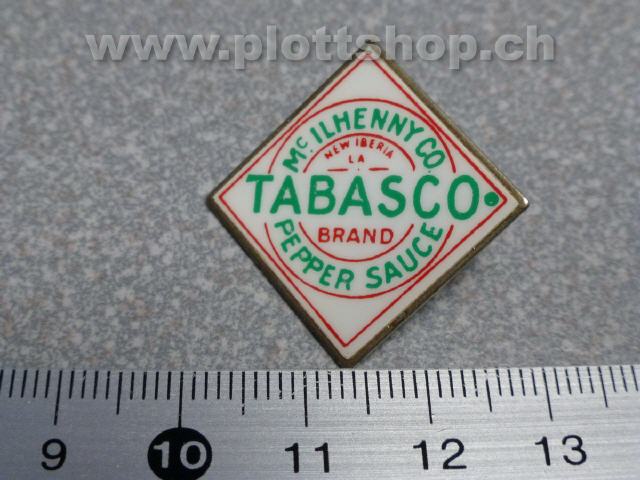 www.plottshop.ch
McILHENNY CO
NEW IBERIA
LA
TABASCO®
BRAND
PEPPER SAUCE
9 10 11 12 13